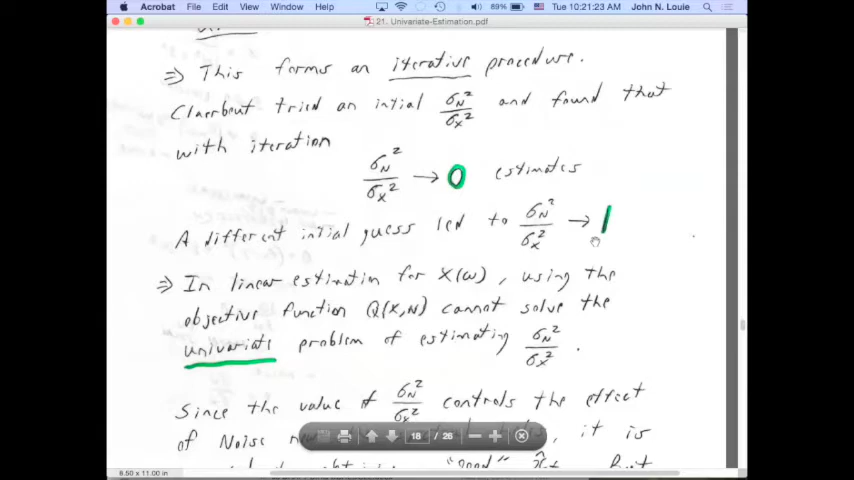 Acrobat File Edit View Window Help 89% Tue 10:21:23 AM John N. Louie
21. Univariate-Estimation.pdf
⇒ This forms an iterative procedure.
Claerbout tried an intial σN²/σX² and found that
with iteration
σN²/σX² → 0 estimates
A different initial guess led to σN²/σX² → 1
⇒ In linear estimation for X(ω), using the
objective function Q(X,N) cannot solve the
univariate problem of estimating σN²/σX².
Since the value of σN²/σX² controls the effect
of Noise it is
"good"
18 / 26
8.50 x 11.00 in